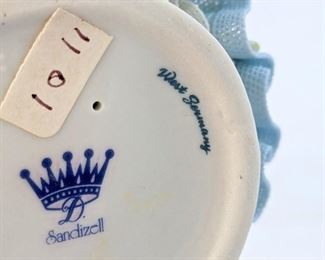 1011
West Germany
D.
Sandizell